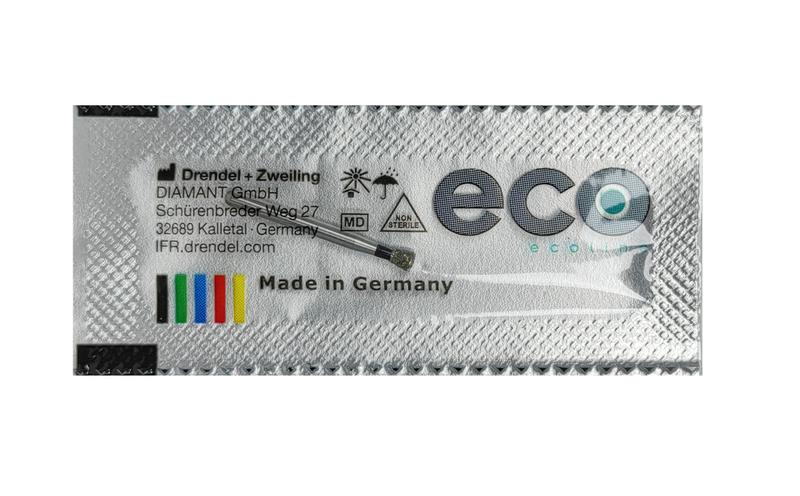 Drendel + Zweiling
DIAMANT GmbH
Schürenbreder Weg 27
32689 Kalletal · Germany
IFR.drendel.com
MD
NON
STERILE
eco
ecoline
Made in Germany